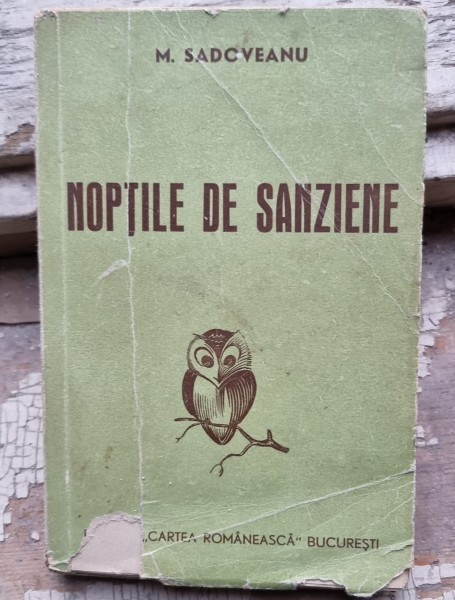 M. SADOVEANU
NOPȚILE DE SANZIENE
„CARTEA ROMÂNEASCĂ" BUCUREȘTI